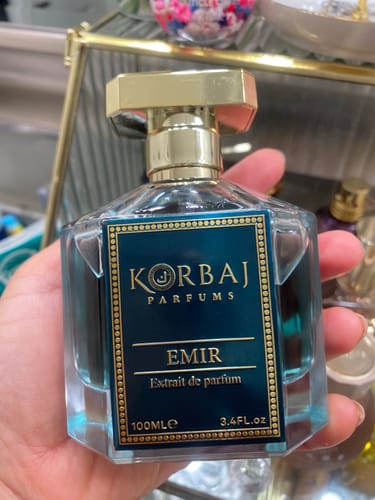 KORBAJ
PARFUMS
EMIR
Extrait de parfum
100ML℮ 3.4FL.oz